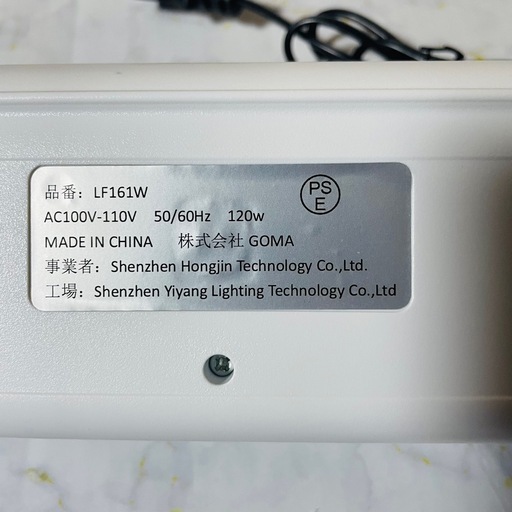 品番：LF161W
PS
E
AC100V-110V 50/60Hz 120w
MADE IN CHINA 株式会社 GOMA
事業者：Shenzhen Hongjin Technology Co.,Ltd.
工場：Shenzhen Yiyang Lighting Technology Co.,Ltd